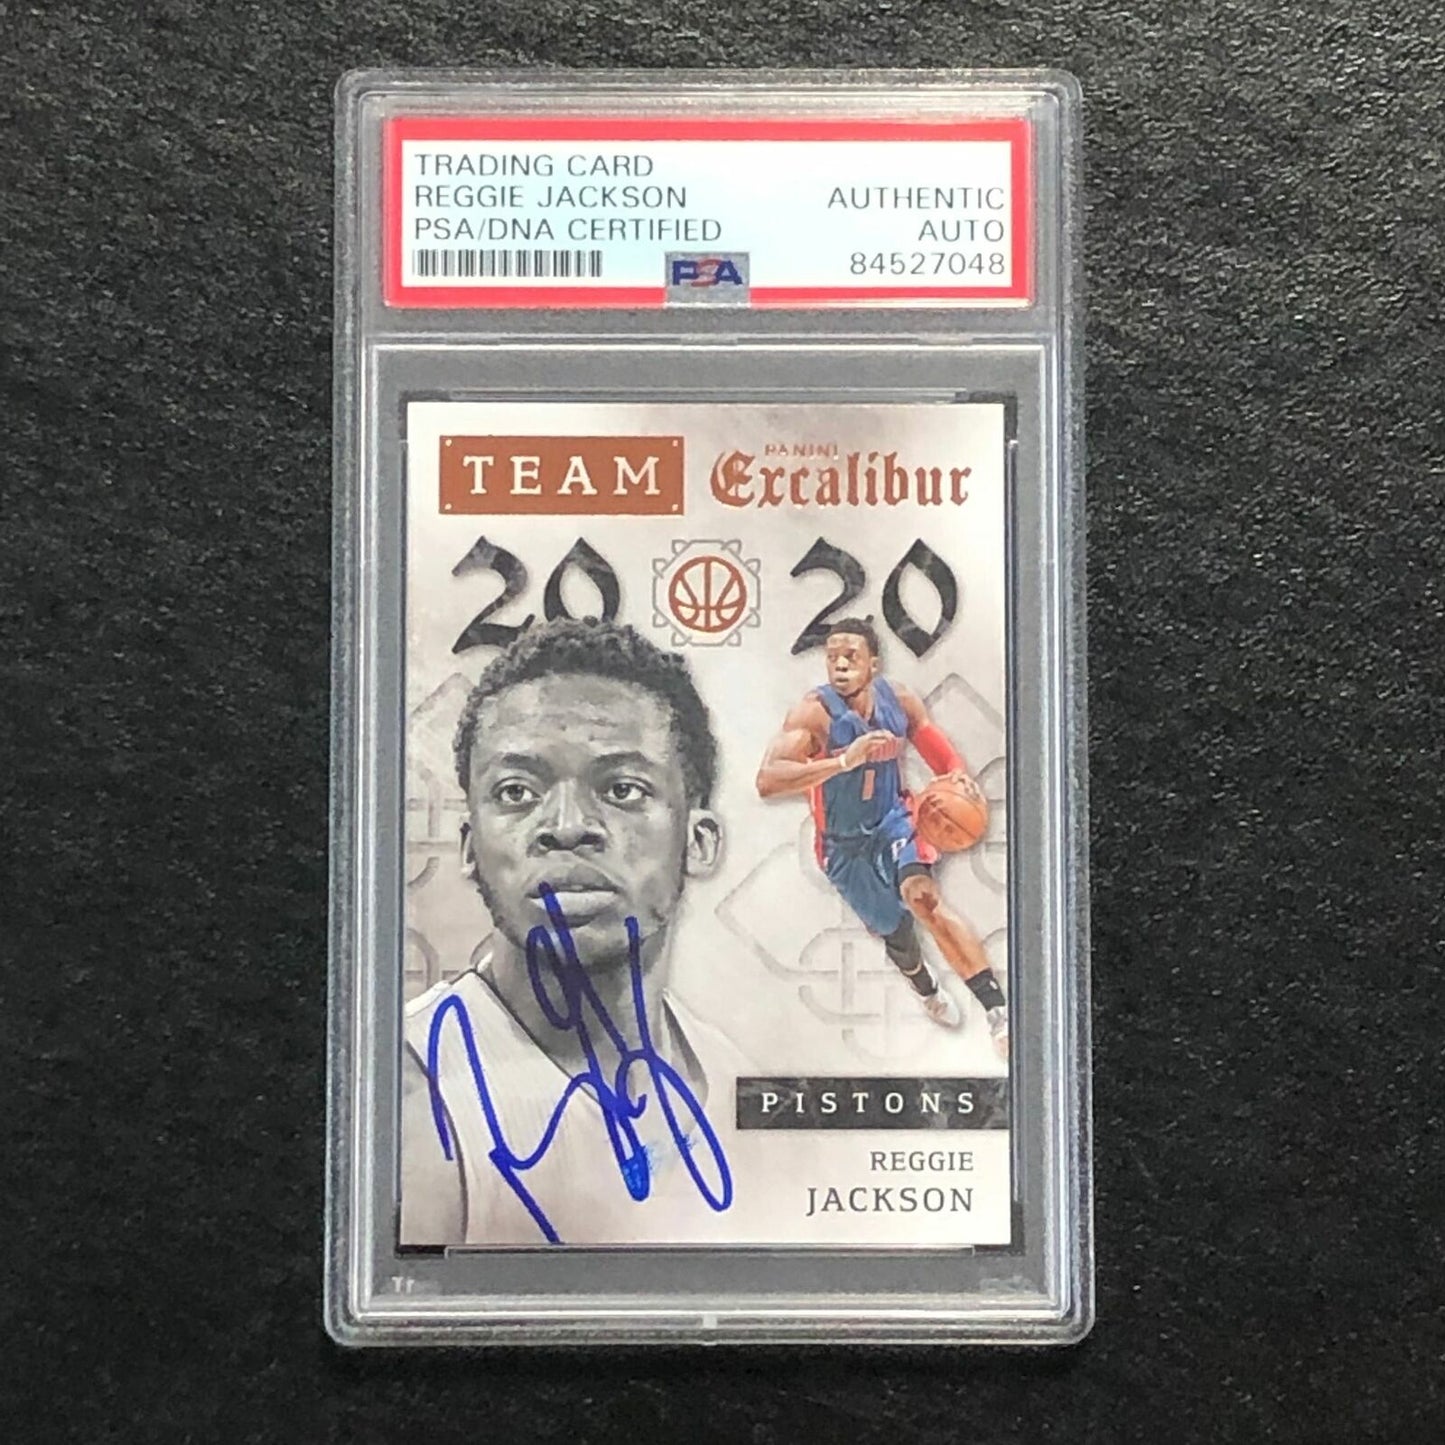 TRADING CARD
REGGIE JACKSON AUTHENTIC
PSA/DNA CERTIFIED AUTO
PSA 84527048
TEAM PANINI Excalibur
20 20
1
PISTONS
REGGIE
JACKSON